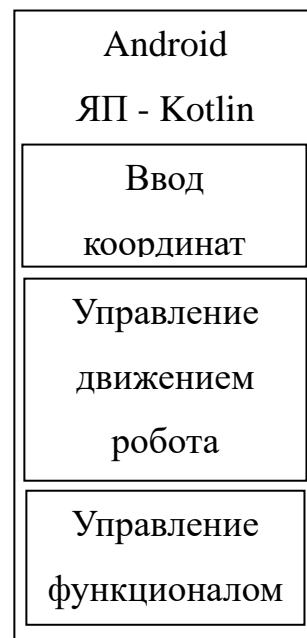 Android
ЯП - Kotlin
Ввод
координат
Управление
движением
робота
Управление
функционалом